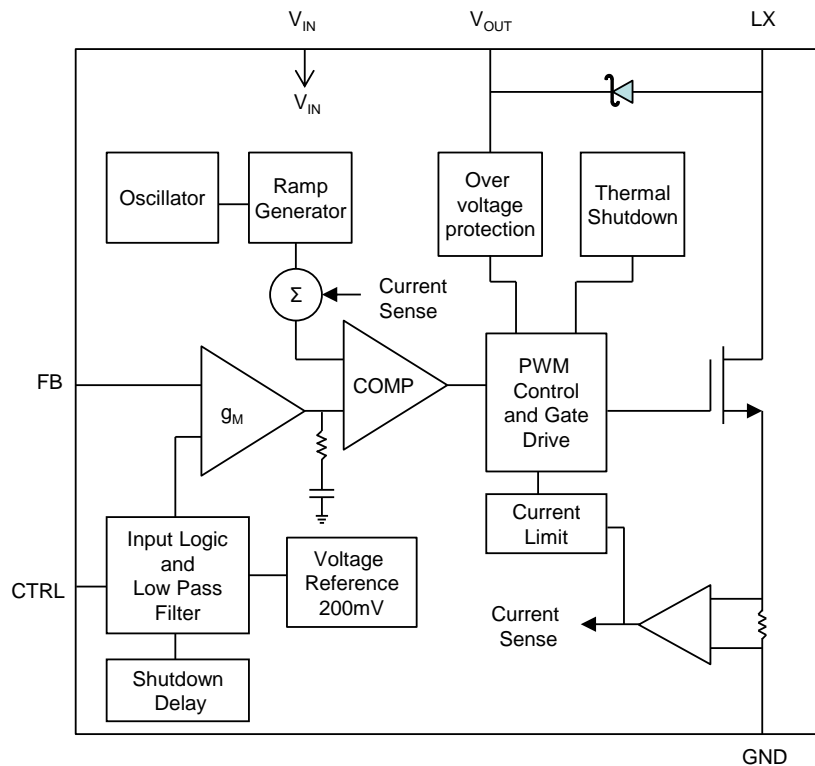 V_IN
V_OUT
LX
V_IN
Oscillator
Ramp
Generator
Over
voltage
protection
Thermal
Shutdown
Σ
Current
Sense
FB
g_M
COMP
PWM
Control
and Gate
Drive
Current
Limit
CTRL
Input Logic
and
Low Pass
Filter
Voltage
Reference
200mV
Current
Sense
Shutdown
Delay
GND